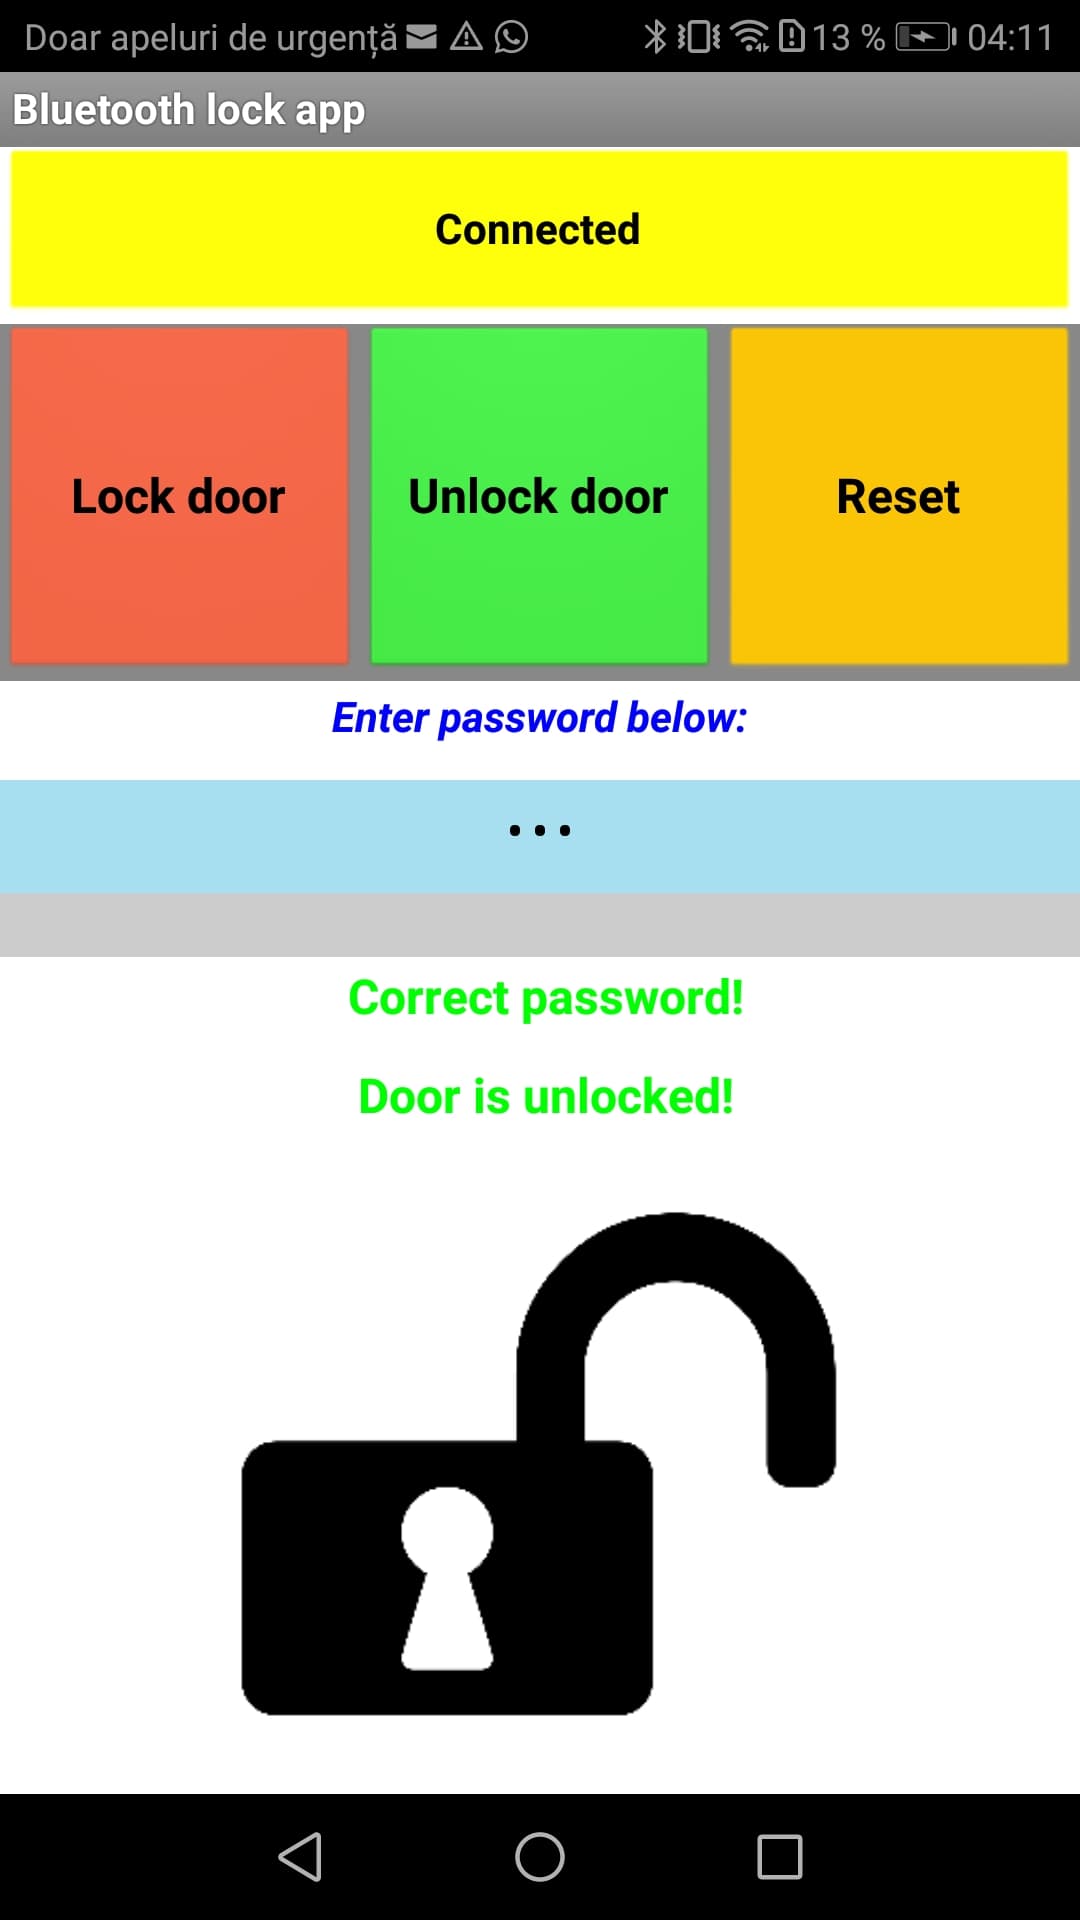 Doar apeluri de urgență 13 % 04:11
Bluetooth lock app
Connected
Lock door Unlock door Reset
Enter password below:
...
Correct password!
Door is unlocked!